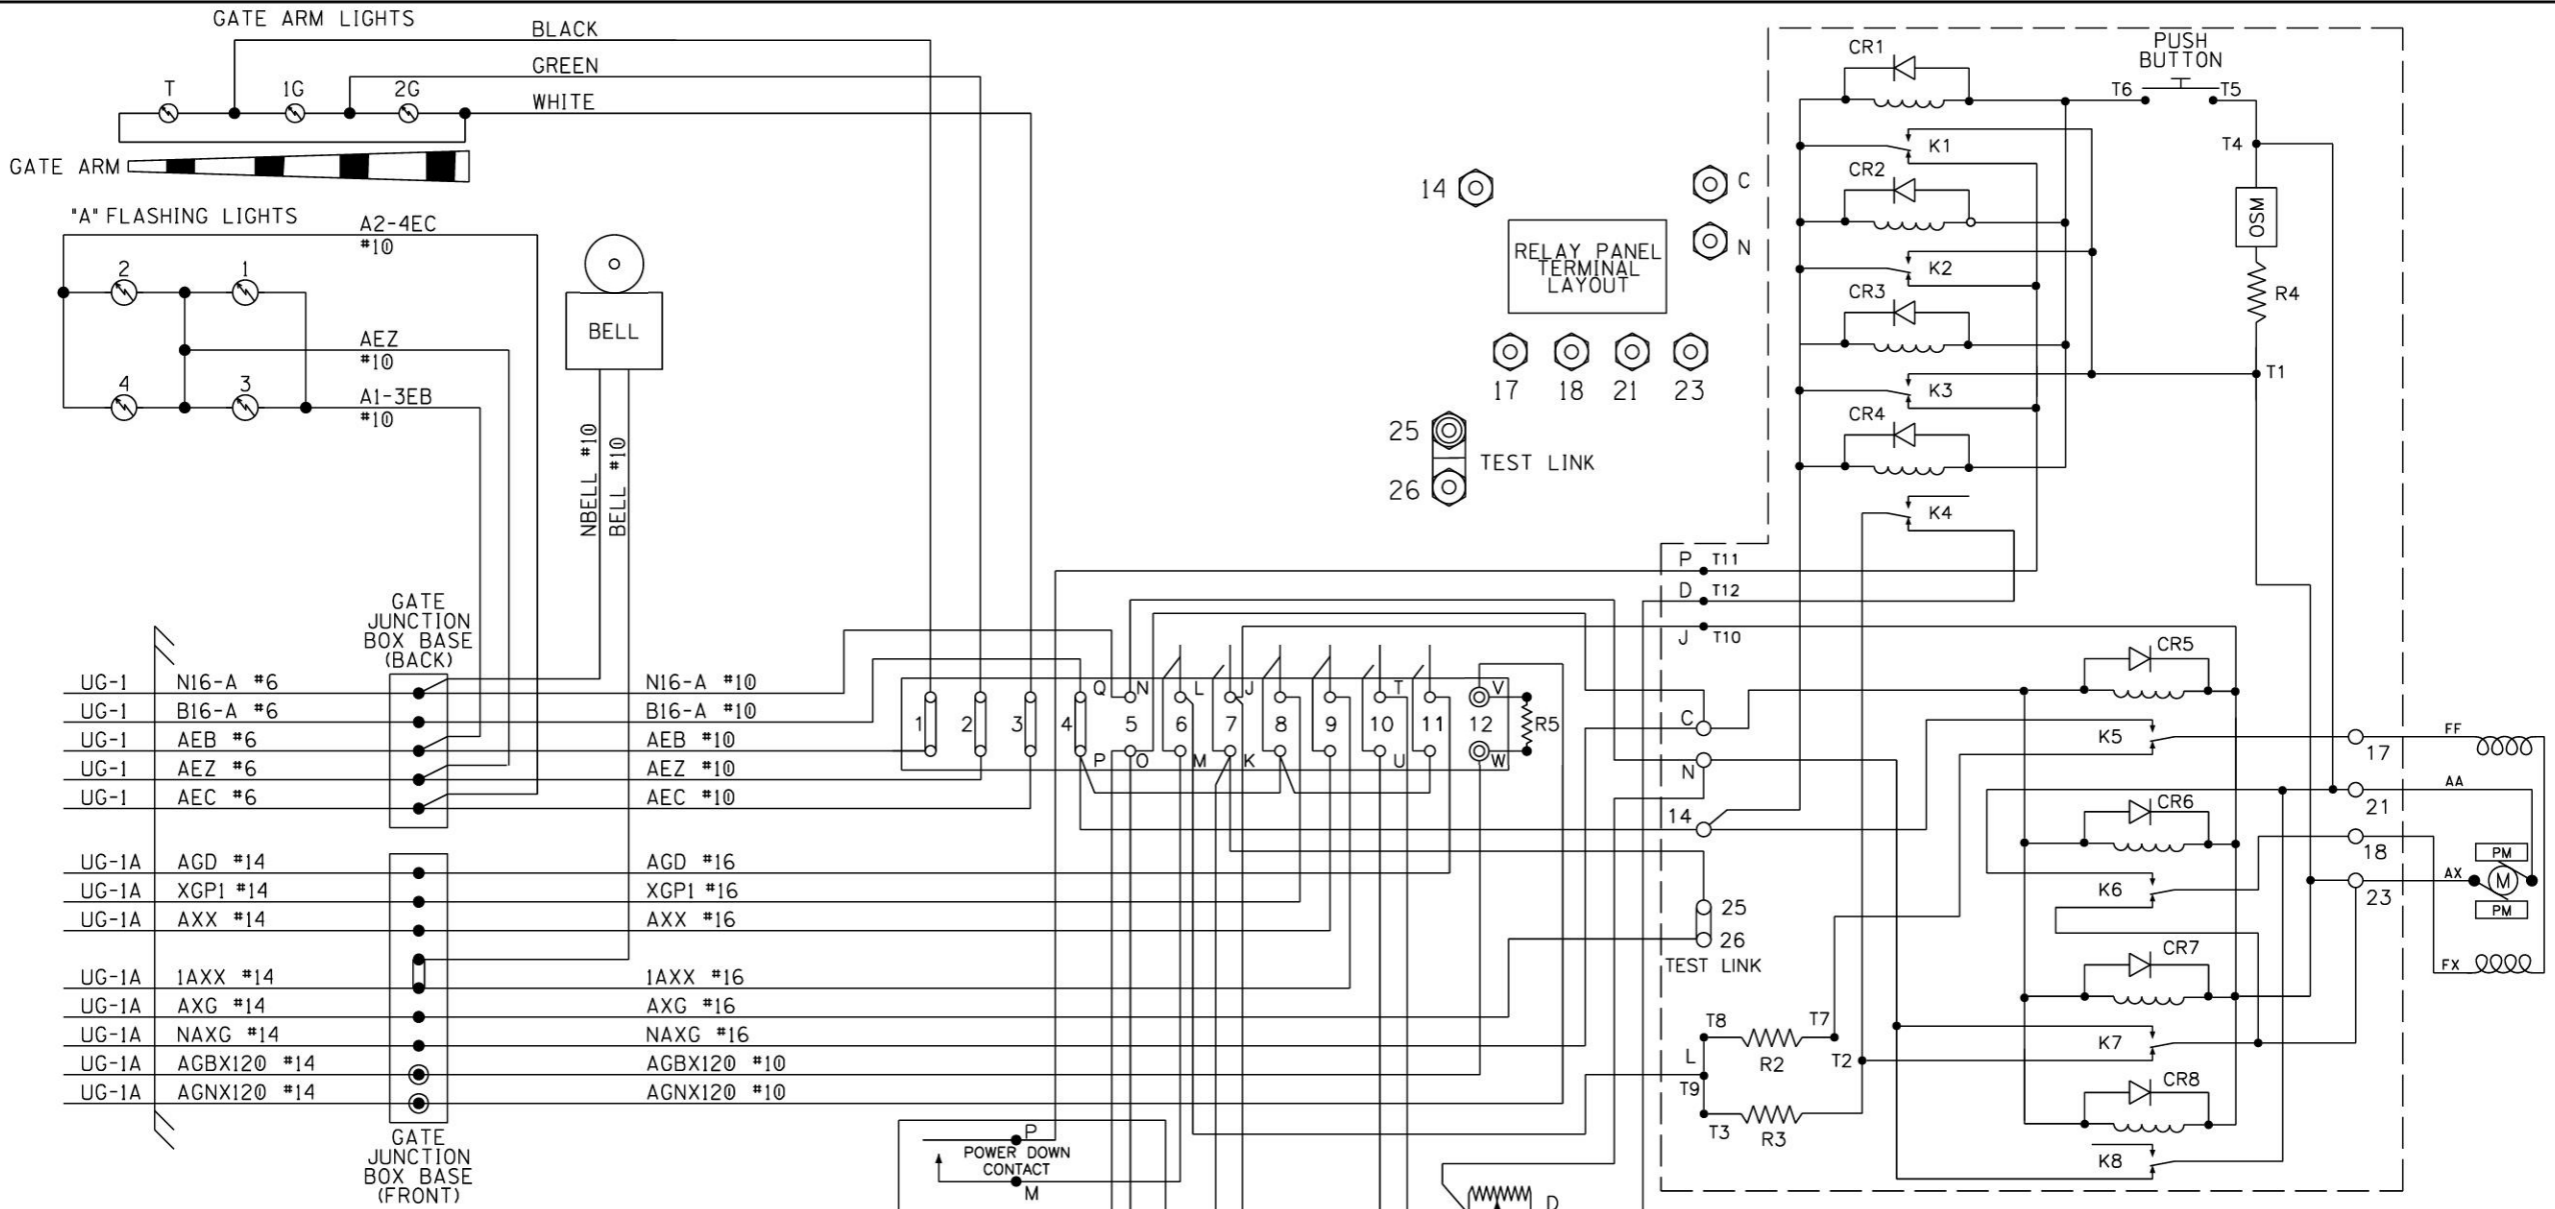 GATE ARM LIGHTS
BLACK
GREEN
WHITE
T
1G
2G
GATE ARM
"A" FLASHING LIGHTS
A2-4EC
#10
2
1
AEZ
#10
4
3
A1-3EB
#10
BELL
NBELL #10
BELL #10
14
C
N
RELAY PANEL
TERMINAL
LAYOUT
17
18
21
23
25
26
TEST LINK
CR1
PUSH
BUTTON
T6
T5
K1
T4
CR2
OSM
K2
R4
CR3
T1
K3
CR4
K4
P T11
D T12
J T10
GATE
JUNCTION
BOX BASE
(BACK)
UG-1 N16-A #6 N16-A #10
UG-1 B16-A #6 B16-A #10
UG-1 AEB #6 AEB #10
UG-1 AEZ #6 AEZ #10
UG-1 AEC #6 AEC #10
UG-1A AGD #14 AGD #16
UG-1A XGP1 #14 XGP1 #16
UG-1A AXX #14 AXX #16
UG-1A 1AXX #14 1AXX #16
UG-1A AXG #14 AXG #16
UG-1A NAXG #14 NAXG #16
UG-1A AGBX120 #14 AGBX120 #10
UG-1A AGNX120 #14 AGNX120 #10
GATE
JUNCTION
BOX BASE
(FRONT)
Q N L J T V
1 2 3 4 5 6 7 8 9 10 11 12 R5
P O M K U W
C
N
14
25
26
TEST LINK
T8
T7
L
R2
T2
T9
T3
R3
CR5
K5
FF
17
AA
21
CR6
18
PM
K6
AX
M
23
PM
CR7
FX
K7
CR8
K8
P
POWER DOWN
CONTACT
M
D